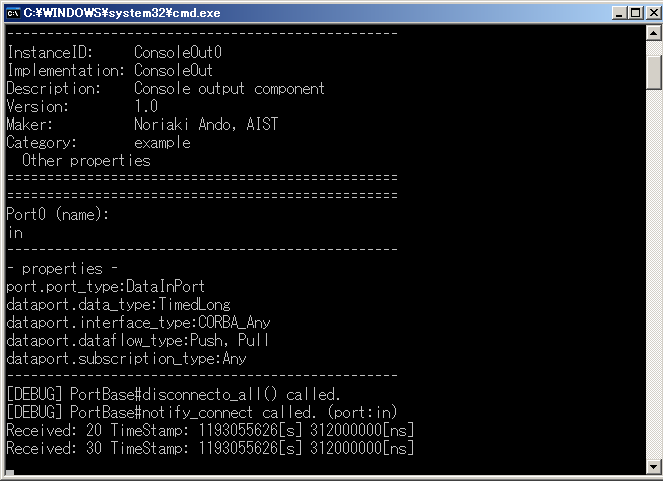 C:¥WINDOWS¥system32¥cmd.exe
--------------------------------------------------
InstanceID:     ConsoleOut0
Implementation: ConsoleOut
Description:    Console output component
Version:        1.0
Maker:          Noriaki Ando, AIST
Category:       example
  Other properties
==================================================
==================================================
Port0 (name):
in
--------------------------------------------------
- properties -
port.port_type:DataInPort
dataport.data_type:TimedLong
dataport.interface_type:CORBA_Any
dataport.dataflow_type:Push, Pull
dataport.subscription_type:Any
--------------------------------------------------
[DEBUG] PortBase#disconnecto_all() called.
[DEBUG] PortBase#notify_connect called. (port:in)
Received: 20 TimeStamp: 1193055626[s] 312000000[ns]
Received: 30 TimeStamp: 1193055626[s] 312000000[ns]